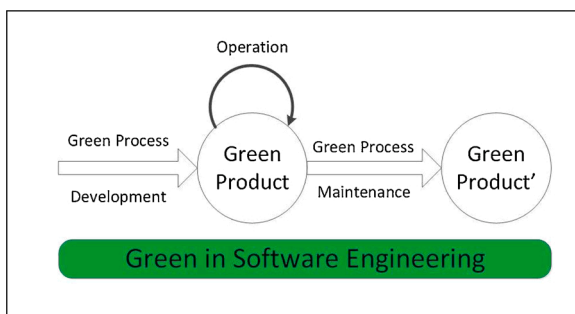 Operation
Green Process
Development
Green
Product
Green Process
Maintenance
Green
Product’
Green in Software Engineering